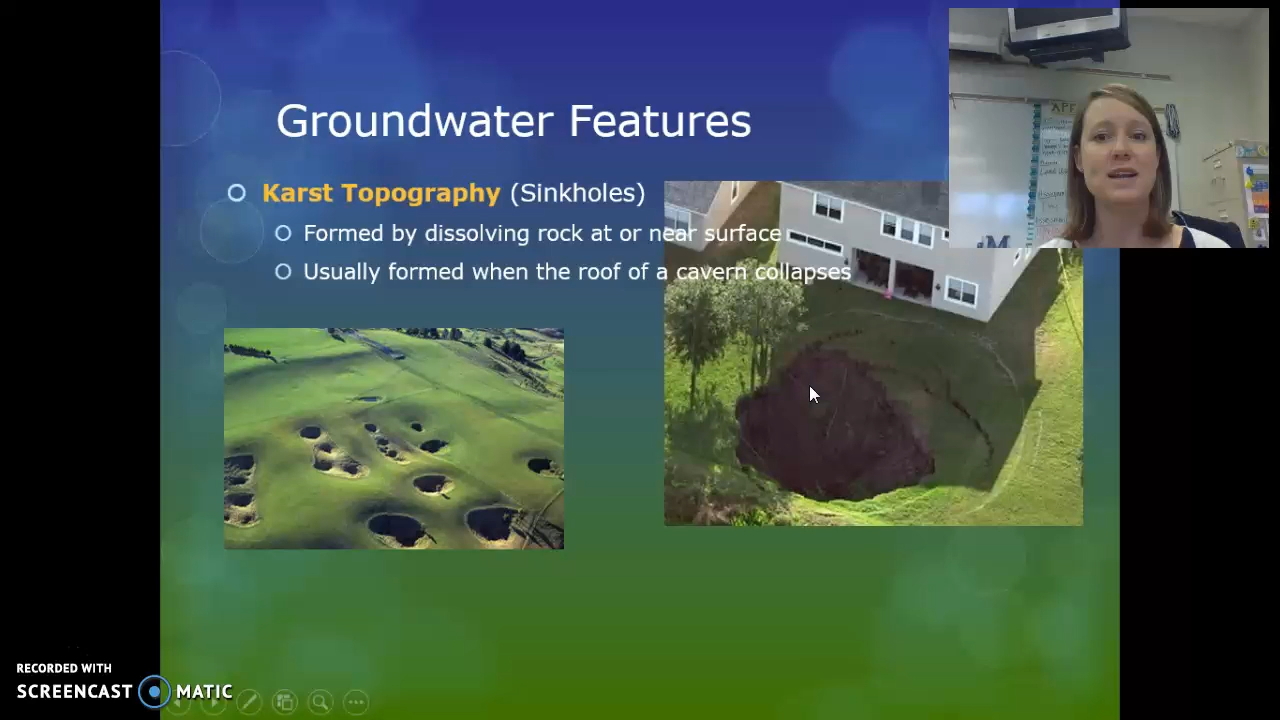 Groundwater Features
Karst Topography (Sinkholes)
Formed by dissolving rock at or near surface
Usually formed when the roof of a cavern collapses
RECORDED WITH
SCREENCAST MATIC